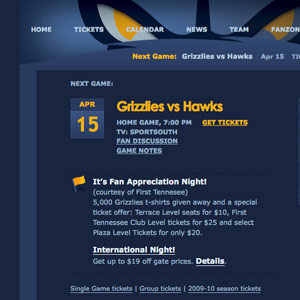 HOME TICKETS CALENDAR NEWS TEAM FANZON
Next Game: Grizzlies vs Hawks Apr 15
NEXT GAME:
APR
15
Grizzlies vs Hawks
HOME GAME, 7:00 PM GET TICKETS
TV: SPORTSOUTH
FAN DISCUSSION
GAME NOTES
It's Fan Appreciation Night!
(courtesy of First Tennesee)
5,000 Grizzlies t-shirts given away and a special
ticket offer: Terrace Level seats for $10, First
Tennessee Club Level tickets for $25 and select
Plaza Level Tickets for only $20.
International Night!
Get up to $19 off gate prices. Details.
Single Game tickets | Group tickets | 2009-10 season tickets